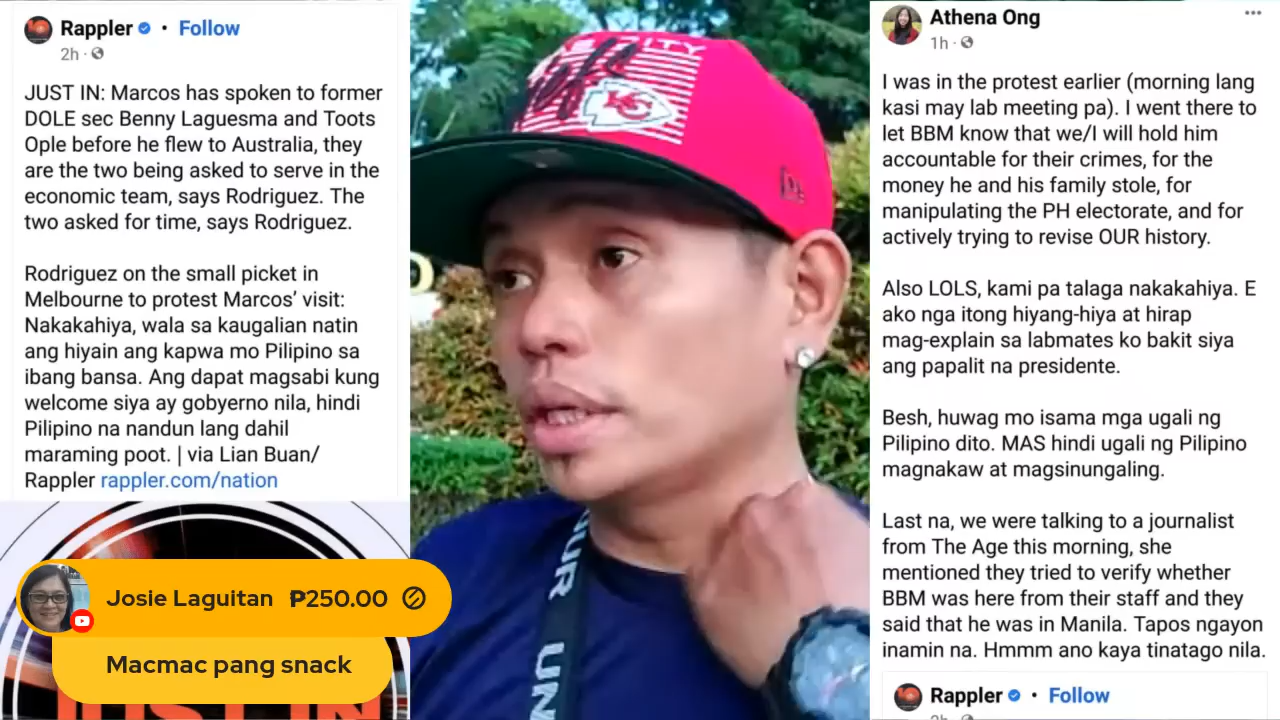 Rappler • Follow
2h ·
JUST IN: Marcos has spoken to former
DOLE sec Benny Laguesma and Toots
Ople before he flew to Australia, they
are the two being asked to serve in the
economic team, says Rodriguez. The
two asked for time, says Rodriguez.
Rodriguez on the small picket in
Melbourne to protest Marcos’ visit:
Nakakahiya, wala sa kaugalian natin
ang hiyain ang kapwa mo Pilipino sa
ibang bansa. Ang dapat magsabi kung
welcome siya ay gobyerno nila, hindi
Pilipino na nandun lang dahil
maraming poot. | via Lian Buan/
Rappler rappler.com/nation
Josie Laguitan ₱250.00
Macmac pang snack
JUST IN
KC
UR
UN
Athena Ong
1h ·
I was in the protest earlier (morning lang
kasi may lab meeting pa). I went there to
let BBM know that we/I will hold him
accountable for their crimes, for the
money he and his family stole, for
manipulating the PH electorate, and for
actively trying to revise OUR history.
Also LOLS, kami pa talaga nakakahiya. E
ako nga itong hiyang-hiya at hirap
mag-explain sa labmates ko bakit siya
ang papalit na presidente.
Besh, huwag mo isama mga ugali ng
Pilipino dito. MAS hindi ugali ng Pilipino
magnakaw at magsinungaling.
Last na, we were talking to a journalist
from The Age this morning, she
mentioned they tried to verify whether
BBM was here from their staff and they
said that he was in Manila. Tapos ngayon
inamin na. Hmmm ano kaya tinatago nila.
Rappler • Follow